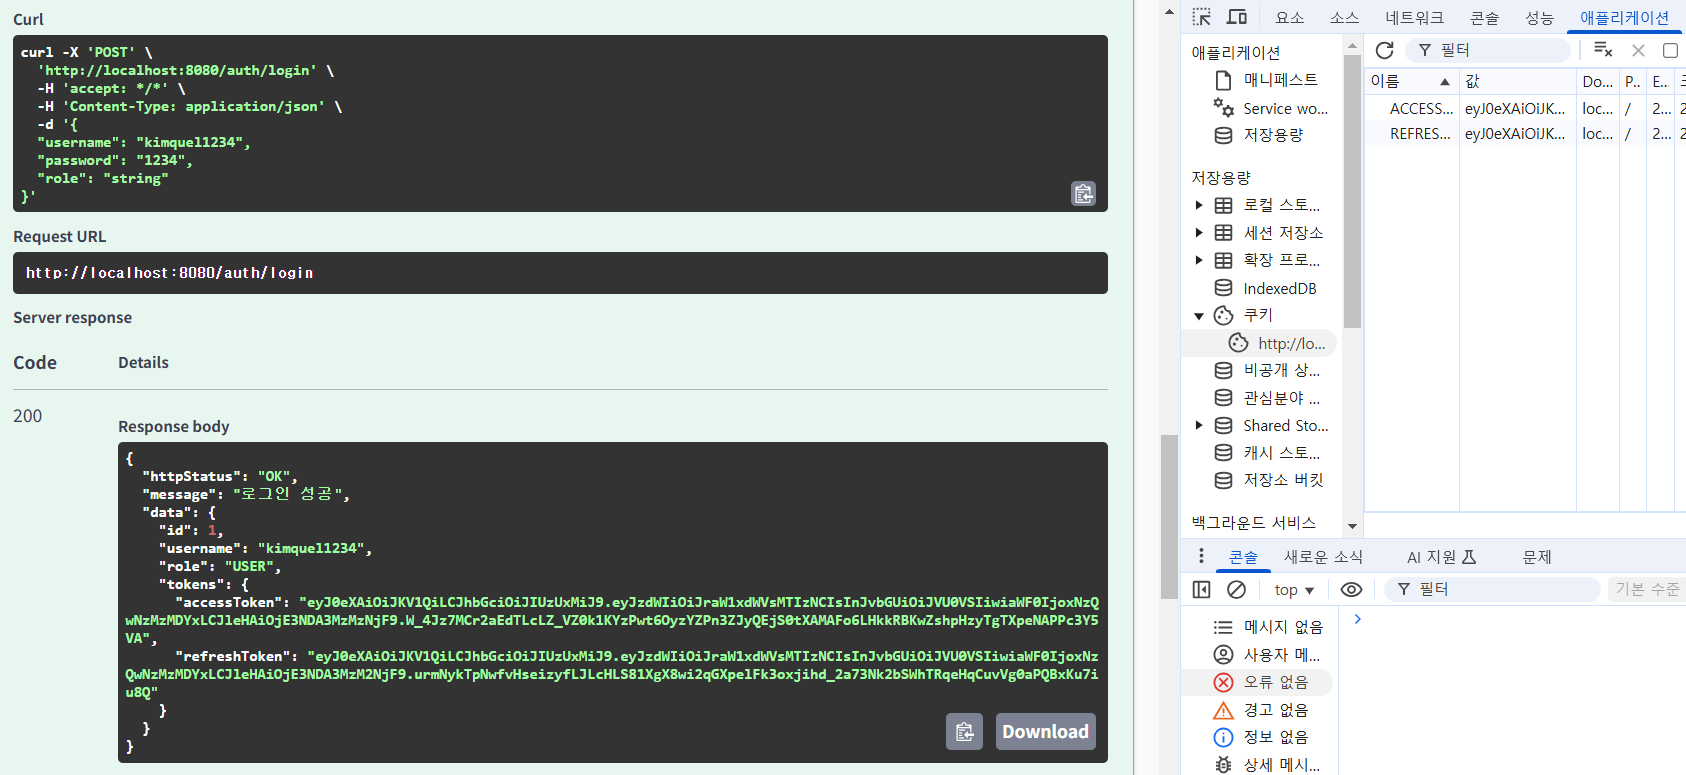 Curl
curl -X 'POST' \
'http://localhost:8080/auth/login' \
-H 'accept: */*' \
-H 'Content-Type: application/json' \
-d '{
"username": "kimquel1234",
"password": "1234",
"role": "string"
}'
Request URL
http://localhost:8080/auth/login
Server response
Code Details
200
Response body
{
"httpStatus": "OK",
"message": "로그인 성공",
"data": {
"id": 1,
"username": "kimquel1234",
"role": "USER",
"tokens": {
"accessToken": "eyJ0eXAiOiJKV1QiLCJhbGciOiJIUzUxMiJ9.eyJzdWIiOiJraW1xdWVsMTIzNCIsInJvbGUiOiJVU0VSIiwiaWF0IjoxNzQ
wNzMzMDYxLCJleHAiOjE3NDA3MzMzNjF9.W_4Jz7MCr2aEdTLcLZ_VZ0k1KYzPwt6OyzYZPn3ZJyQEjS0tXAMAFo6LHkkRBKwZshpHzyTgTXpeNAPPc3Y5
VA",
"refreshToken": "eyJ0eXAiOiJKV1QiLCJhbGciOiJIUzUxMiJ9.eyJzdWIiOiJraW1xdWVsMTIzNCIsInJvbGUiOiJVU0VSIiwiaWF0IjoxNz
QwNzMzMDYxLCJleHAiOjE3NDA3MzM2NjF9.urmNykTpNwfvHseizyfLJLcHLS81XgX8wi2qGXpelFk3oxjihd_2a73Nk2bSWhTRqeHqCuvVg0aPQBxKu7i
u8Q"
}
}
}
Download
요소 소스 네트워크 콘솔 성능 애플리케이션
애플리케이션
매니페스트
Service wo...
저장용량
저장용량
로컬 스토...
세션 저장소
확장 프로...
IndexedDB
쿠키
http://lo...
비공개 상...
관심분야 ...
Shared Sto...
캐시 스토...
저장소 버킷
백그라운드 서비스
필터
이름 값 Do... P.. E...
ACCESS... eyJ0eXAiOiJK... loc... / 2...
REFRES... eyJ0eXAiOiJK... loc... / 2...
콘솔 새로운 소식 AI 지원 문제
top 필터 기본 수준
메시지 없음
사용자 메...
오류 없음
경고 없음
정보 없음
상세 메시...